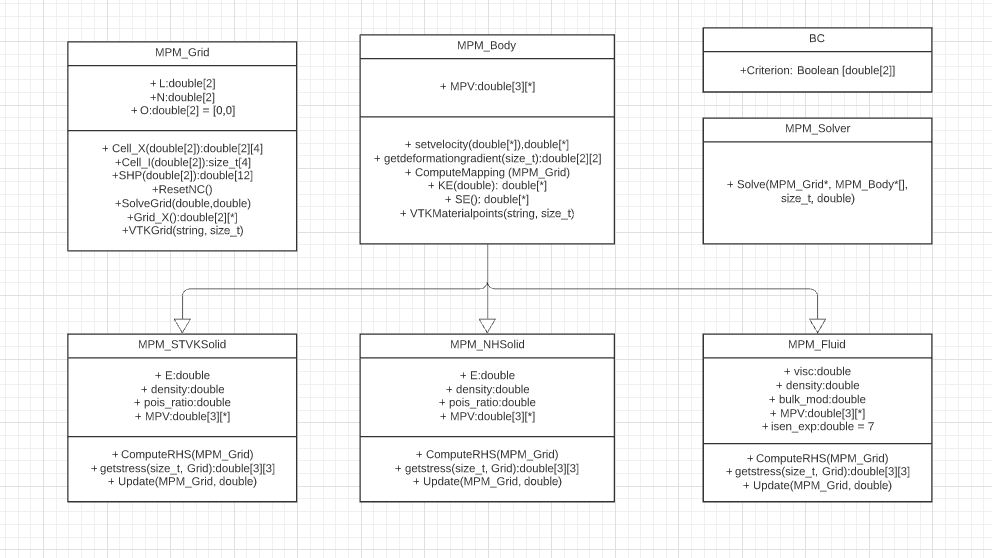 MPM_Grid
+ L:double[2]
+ N:double[2]
+ O:double[2] = [0,0]
+ Cell_X(double[2]):double[2][4]
+Cell_I(double[2]):size_t[4]
+SHP(double[2]):double[12]
+ResetNC()
+SolveGrid(double,double)
+Grid_X():double[2][*]
+VTKGrid(string, size_t)
MPM_Body
+ MPV:double[3][*]
+ setvelocity(double[*]),double[*]
+ getdeformationgradient(size_t):double[2][2]
+ ComputeMapping (MPM_Grid)
+ KE(double): double[*]
+ SE(): double[*]
+ VTKMaterialpoints(string, size_t)
BC
+Criterion: Boolean [double[2]]
MPM_Solver
+ Solve(MPM_Grid*, MPM_Body*[],
size_t, double)
MPM_STVKSolid
+ E:double
+ density:double
+ pois_ratio:double
+ MPV:double[3][*]
+ ComputeRHS(MPM_Grid)
+ getstress(size_t, Grid):double[3][3]
+ Update(MPM_Grid, double)
MPM_NHSolid
+ E:double
+ density:double
+ pois_ratio:double
+ MPV:double[3][*]
+ ComputeRHS(MPM_Grid)
+ getstress(size_t, Grid):double[3][3]
+ Update(MPM_Grid, double)
MPM_Fluid
+ visc:double
+ density:double
+ bulk_mod:double
+ MPV:double[3][*]
+ isen_exp:double = 7
+ ComputeRHS(MPM_Grid)
+ getstress(size_t, Grid):double[3][3]
+ Update(MPM_Grid, double)